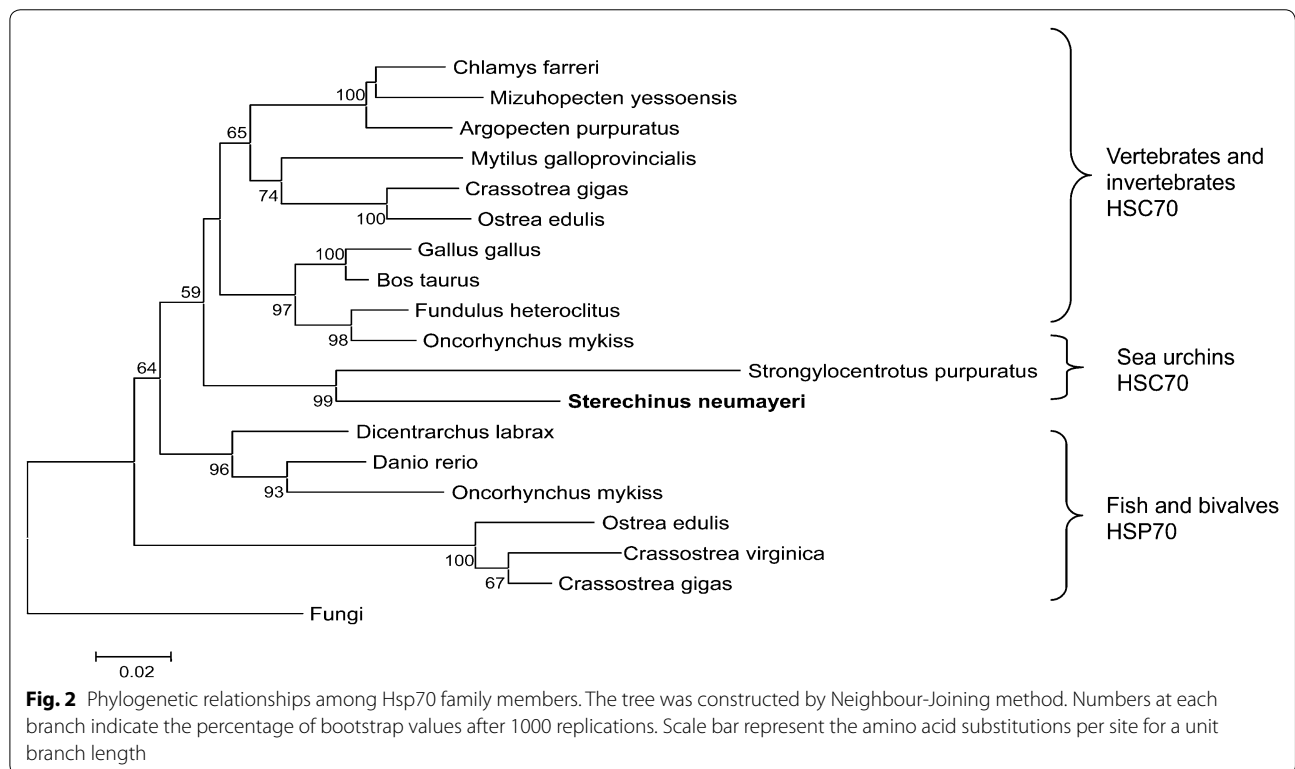 Chlamys farreri
100
Mizuhopecten yessoensis
Argopecten purpuratus
65
Mytilus galloprovincialis
74
Crassotrea gigas
100
Ostrea edulis
Gallus gallus
100
Bos taurus
59
97
Fundulus heteroclitus
98
Oncorhynchus mykiss
Vertebrates and
invertebrates
HSC70
64
Strongylocentrotus purpuratus
99
Sterechinus neumayeri
Sea urchins
HSC70
Dicentrarchus labrax
96
Danio rerio
93
Oncorhynchus mykiss
Ostrea edulis
100
Crassostrea virginica
67
Crassostrea gigas
Fish and bivalves
HSP70
Fungi
0.02
Fig. 2 Phylogenetic relationships among Hsp70 family members. The tree was constructed by Neighbour-Joining method. Numbers at each
branch indicate the percentage of bootstrap values after 1000 replications. Scale bar represent the amino acid substitutions per site for a unit
branch length